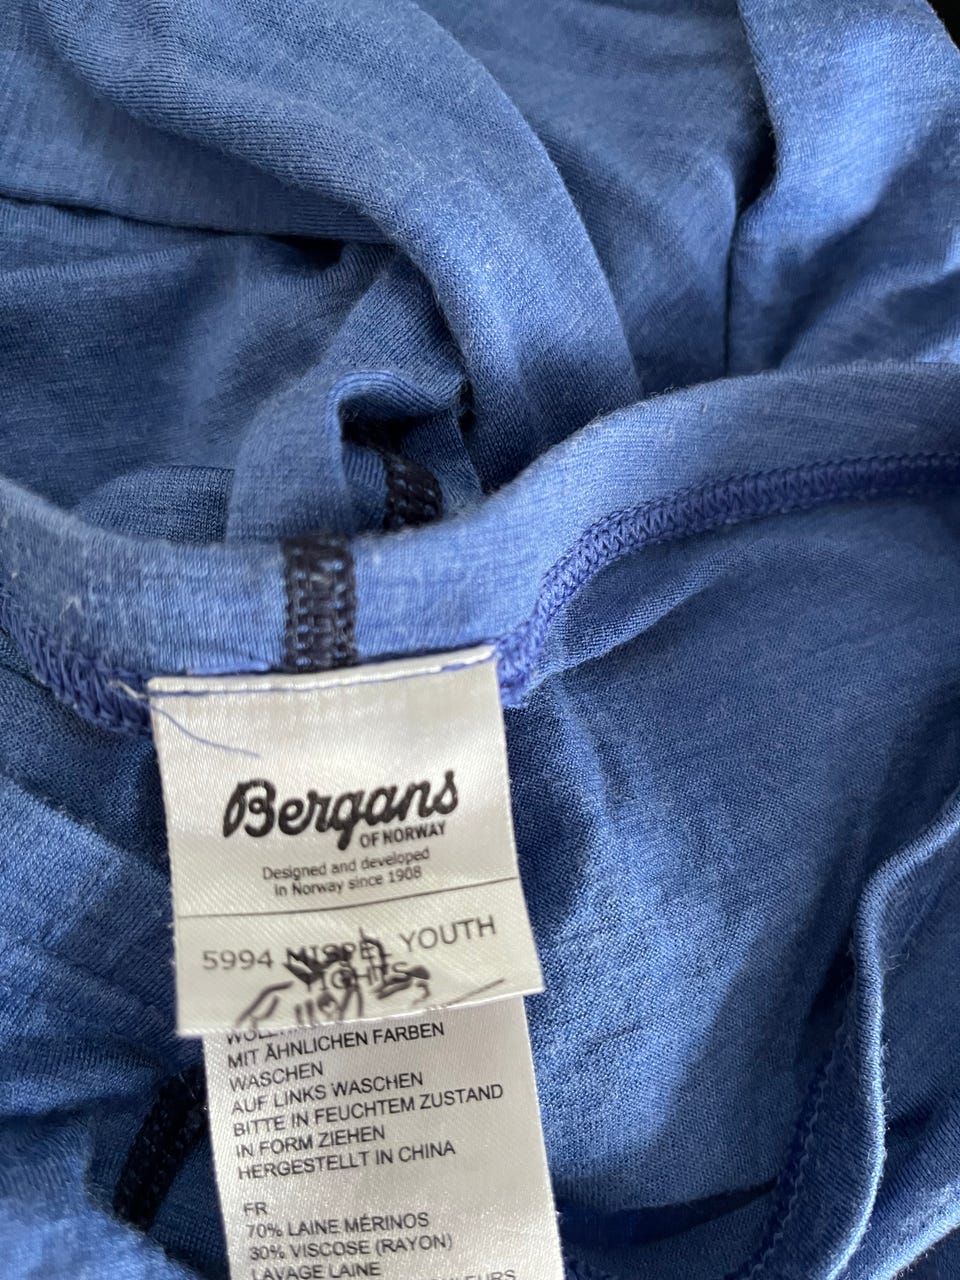 Bergans
OF NORWAY
Designed and developed
in Norway since 1908
5994 YOUTH
TIGHTS
MIT ÄHNLICHEN FARBEN
WASCHEN
AUF LINKS WASCHEN
BITTE IN FEUCHTEM ZUSTAND
IN FORM ZIEHEN
HERGESTELLT IN CHINA
FR
70% LAINE MÉRINOS
30% VISCOSE (RAYON)
LAVAGE LAINE